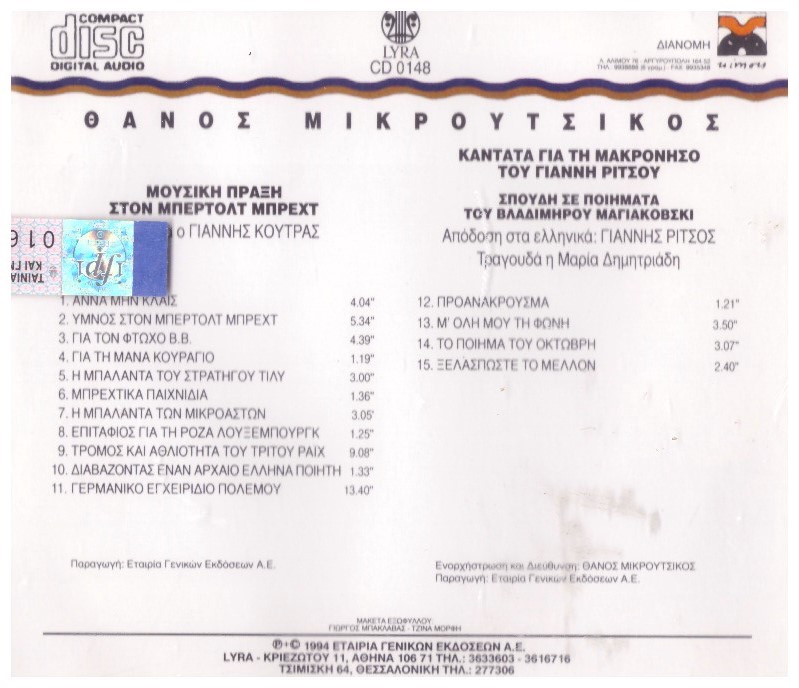 COMPACT
disc
DIGITAL AUDIO
LYRA
CD 0148
ΔΙΑΝΟΜΗ
Λ. ΑΛΙΜΟΥ 76 - ΑΡΓΥΡΟΥΠΟΛΗ 164 52
ΘΑΝΟΣ ΜΙΚΡΟΥΤΣΙΚΟΣ
ΜΟΥΣΙΚΗ ΠΡΑΞΗ
ΣΤΟΝ ΜΠΕΡΤΟΛΤ ΜΠΡΕΧΤ
ο ΓΙΑΝΝΗΣ ΚΟΥΤΡΑΣ
016
ifpi
ΤΑΙΝΙΑ
1. ΑΝΝΑ ΜΗΝ ΚΛΑΙΣ 4.04"
2. ΥΜΝΟΣ ΣΤΟΝ ΜΠΕΡΤΟΛΤ ΜΠΡΕΧΤ 5.34"
3. ΓΙΑ ΤΟΝ ΦΤΩΧΟ Β.Β. 4.39"
4. ΓΙΑ ΤΗ ΜΑΝΑ ΚΟΥΡΑΓΙΟ 1.19"
5. Η ΜΠΑΛΑΝΤΑ ΤΟΥ ΣΤΡΑΤΗΓΟΥ ΤΙΛΥ 3.00"
6. ΜΠΡΕΧΤΙΚΑ ΠΑΙΧΝΙΔΙΑ 1.36"
7. Η ΜΠΑΛΑΝΤΑ ΤΩΝ ΜΙΚΡΟΑΣΤΩΝ 3.05'
8. ΕΠΙΤΑΦΙΟΣ ΓΙΑ ΤΗ ΡΟΖΑ ΛΟΥΞΕΜΠΟΥΡΓΚ 1.25"
9. ΤΡΟΜΟΣ ΚΑΙ ΑΘΛΙΟΤΗΤΑ ΤΟΥ ΤΡΙΤΟΥ ΡΑΙΧ 9.08"
10. ΔΙΑΒΑΖΟΝΤΑΣ ΕΝΑΝ ΑΡΧΑΙΟ ΕΛΛΗΝΑ ΠΟΙΗΤΗ 1.33"
11. ΓΕΡΜΑΝΙΚΟ ΕΓΧΕΙΡΙΔΙΟ ΠΟΛΕΜΟΥ 13.40"
Παραγωγή: Εταιρία Γενικών Εκδόσεων Α.Ε.
ΚΑΝΤΑΤΑ ΓΙΑ ΤΗ ΜΑΚΡΟΝΗΣΟ
ΤΟΥ ΓΙΑΝΝΗ ΡΙΤΣΟΥ
ΣΠΟΥΔΗ ΣΕ ΠΟΙΗΜΑΤΑ
ΤΟΥ ΒΛΑΔΙΜΗΡΟΥ ΜΑΓΙΑΚΟΒΣΚΙ
Απόδοση στα ελληνικά: ΓΙΑΝΝΗΣ ΡΙΤΣΟΣ
Τραγουδά η Μαρία Δημητριάδη
12. ΠΡΟΑΝΑΚΡΟΥΣΜΑ 1.21"
13. Μ' ΟΛΗ ΜΟΥ ΤΗ ΦΩΝΗ 3.50"
14. ΤΟ ΠΟΙΗΜΑ ΤΟΥ ΟΚΤΩΒΡΗ 3.07"
15. ΞΕΛΑΣΠΩΣΤΕ ΤΟ ΜΕΛΛΟΝ 2.40"
Ενορχήστρωση και Διεύθυνση: ΘΑΝΟΣ ΜΙΚΡΟΥΤΣΙΚΟΣ
Παραγωγή: Εταιρία Γενικών Εκδόσεων Α.Ε.
ΜΑΚΕΤΑ ΕΞΩΦΥΛΛΟΥ
ΓΙΩΡΓΟΣ ΜΠΑΚΛΑΒΑΣ - ΤΖΙΝΑ ΜΟΡΦΗ
℗+© 1994 ΕΤΑΙΡΙΑ ΓΕΝΙΚΩΝ ΕΚΔΟΣΕΩΝ Α.Ε.
LYRA - ΚΡΙΕΖΩΤΟΥ 11, ΑΘΗΝΑ 106 71 ΤΗΛ.: 3633603 - 3616716
ΤΣΙΜΙΣΚΗ 64, ΘΕΣΣΑΛΟΝΙΚΗ ΤΗΛ.: 277306